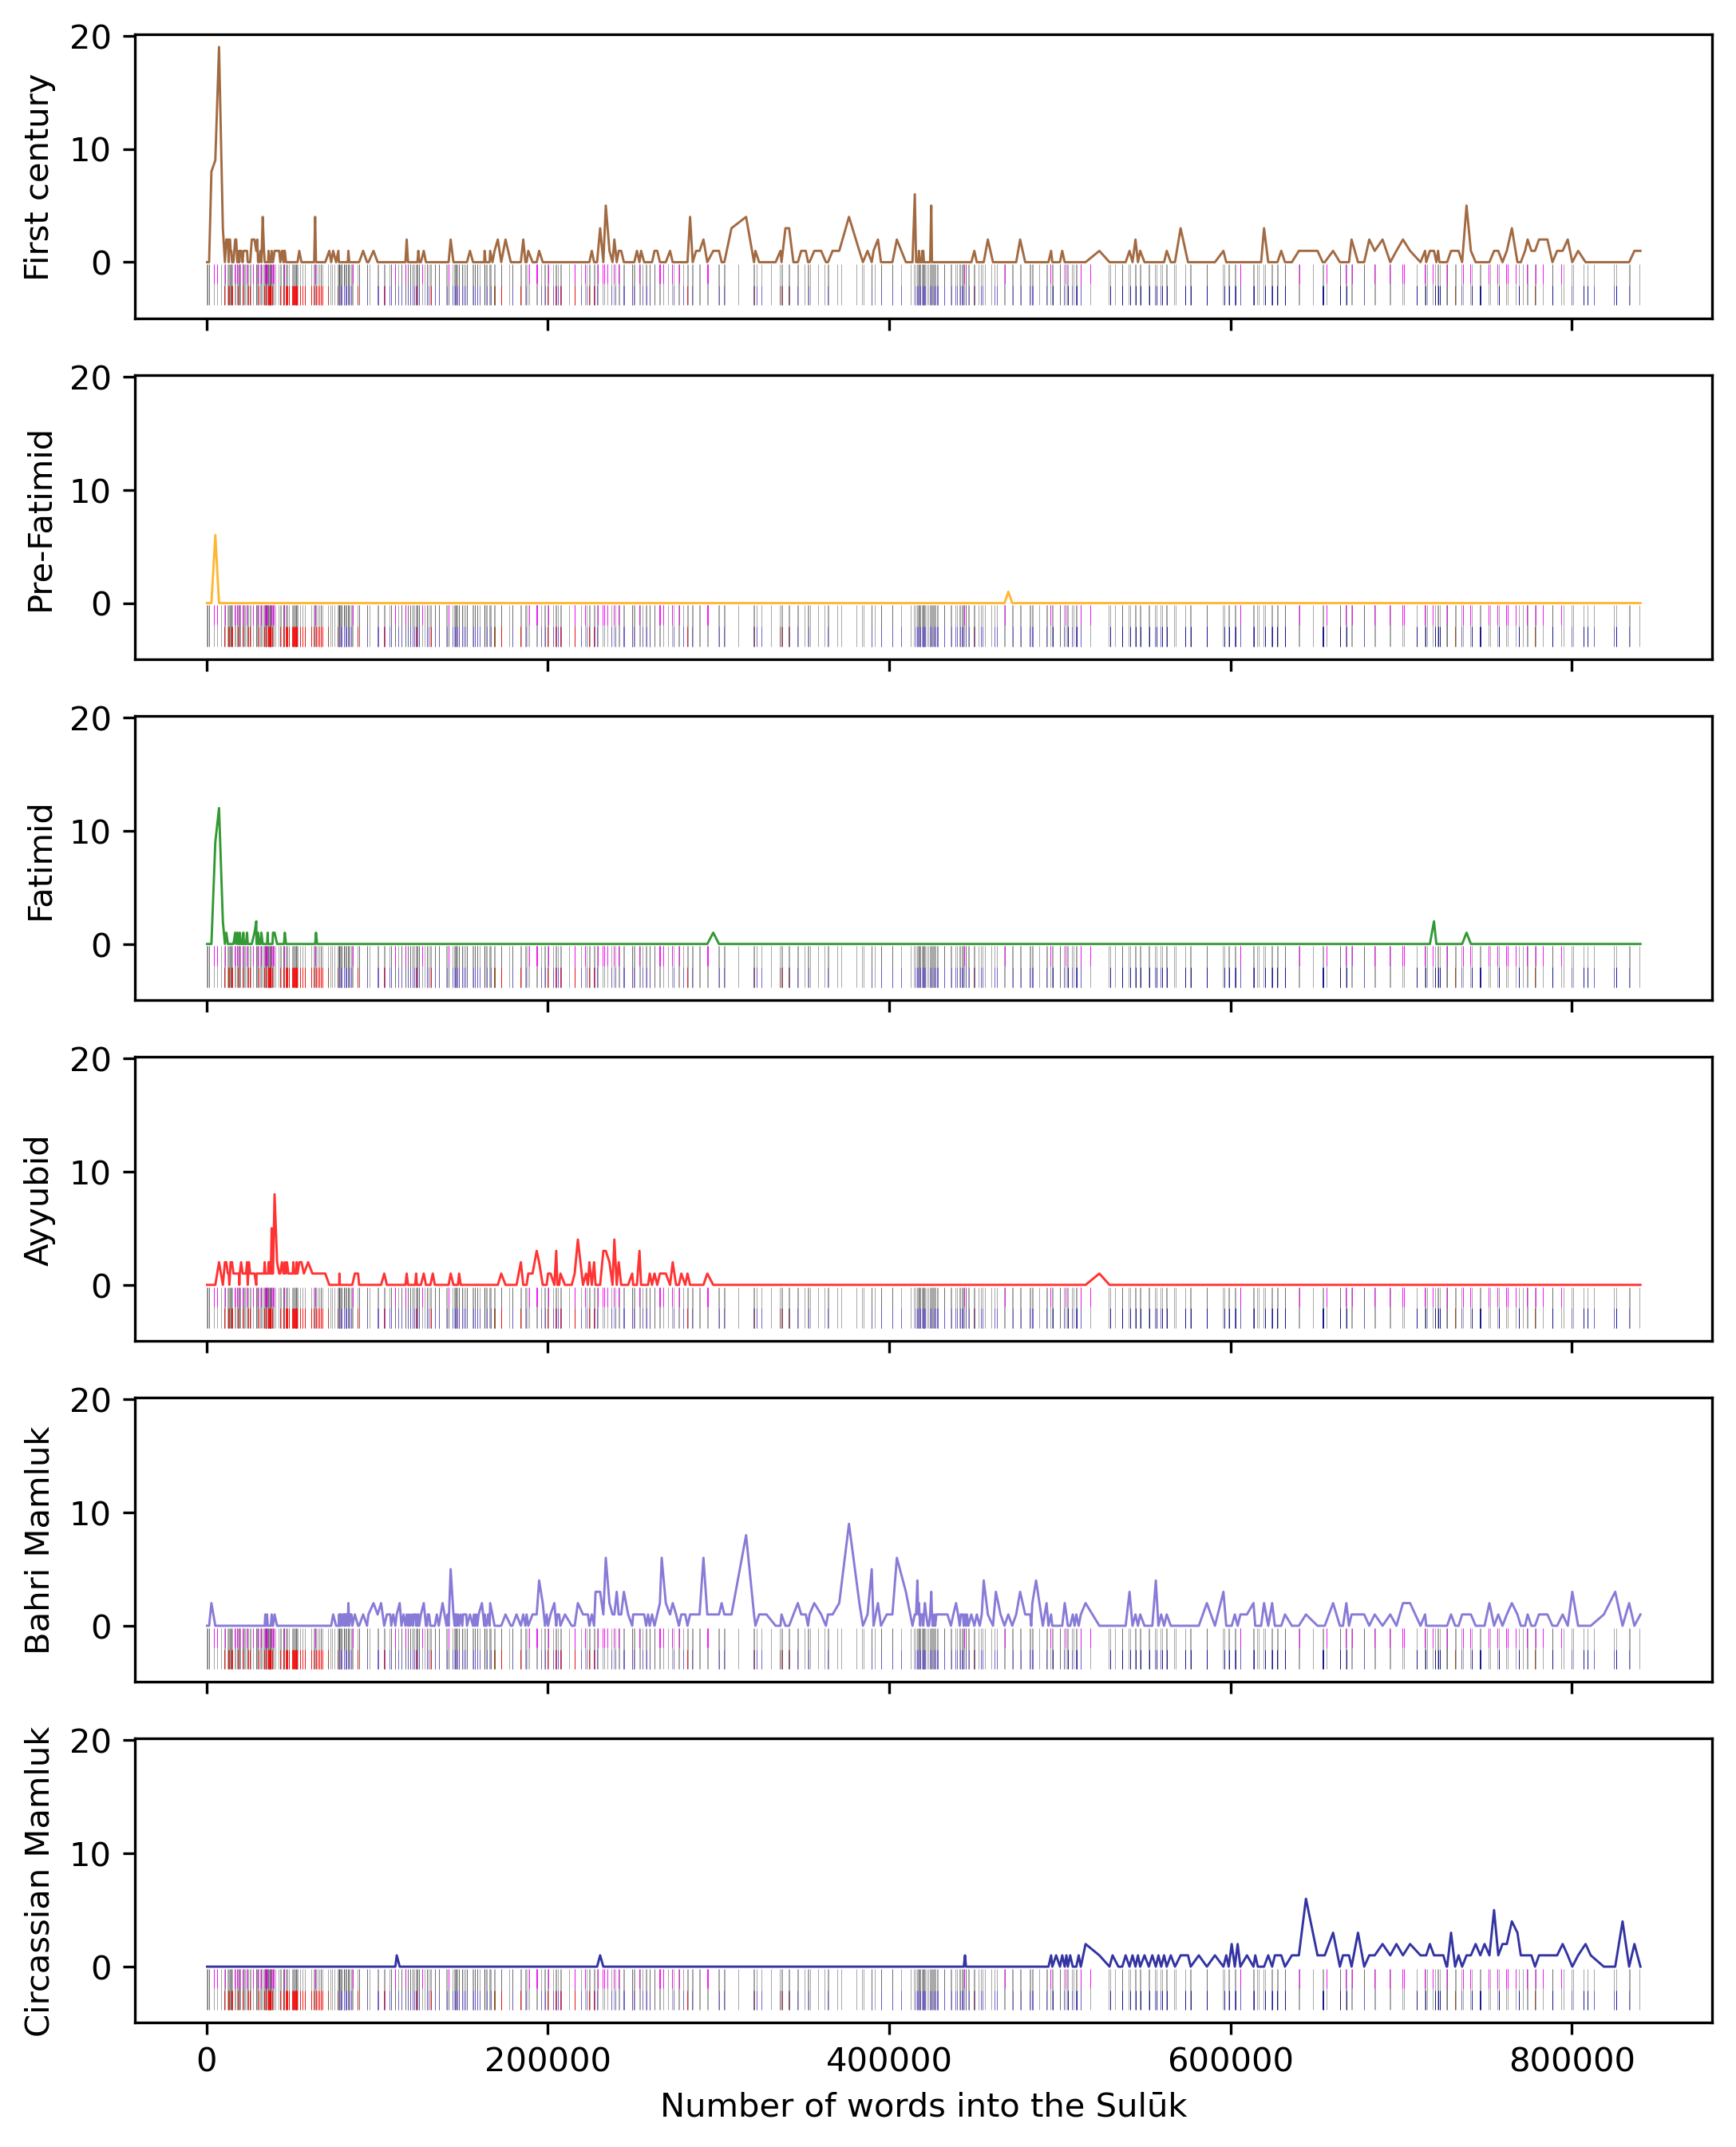 20
10
0
First century
20
10
0
Pre-Fatimid
20
10
0
Fatimid
20
10
0
Ayyubid
20
10
0
Bahri Mamluk
20
10
0
Circassian Mamluk
0 200000 400000 600000 800000
Number of words into the Sulūk